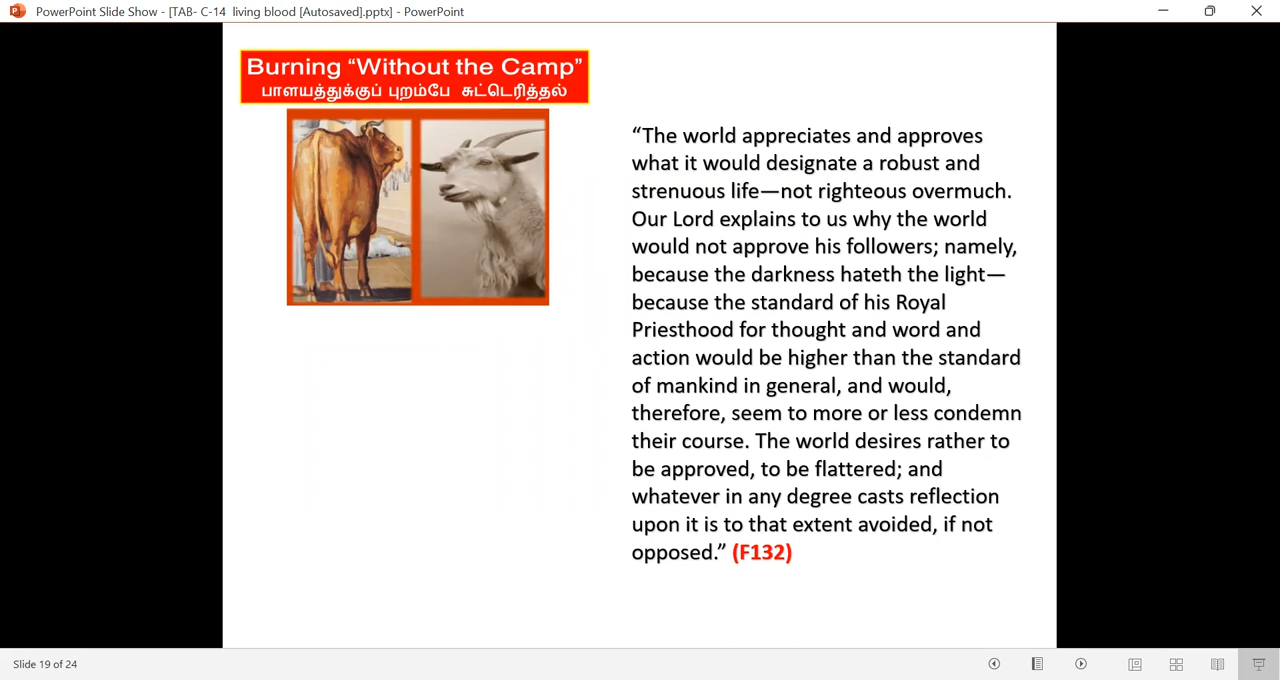 PowerPoint Slide Show - [TAB- C-14  living blood [Autosaved].pptx] - PowerPoint
Burning “Without the Camp”
பாளயத்துக்குப் புறம்பே சுட்டெரித்தல்
“The world appreciates and approves
what it would designate a robust and
strenuous life—not righteous overmuch.
Our Lord explains to us why the world
would not approve his followers; namely,
because the darkness hateth the light—
because the standard of his Royal
Priesthood for thought and word and
action would be higher than the standard
of mankind in general, and would,
therefore, seem to more or less condemn
their course. The world desires rather to
be approved, to be flattered; and
whatever in any degree casts reflection
upon it is to that extent avoided, if not
opposed.” (F132)
Slide 19 of 24